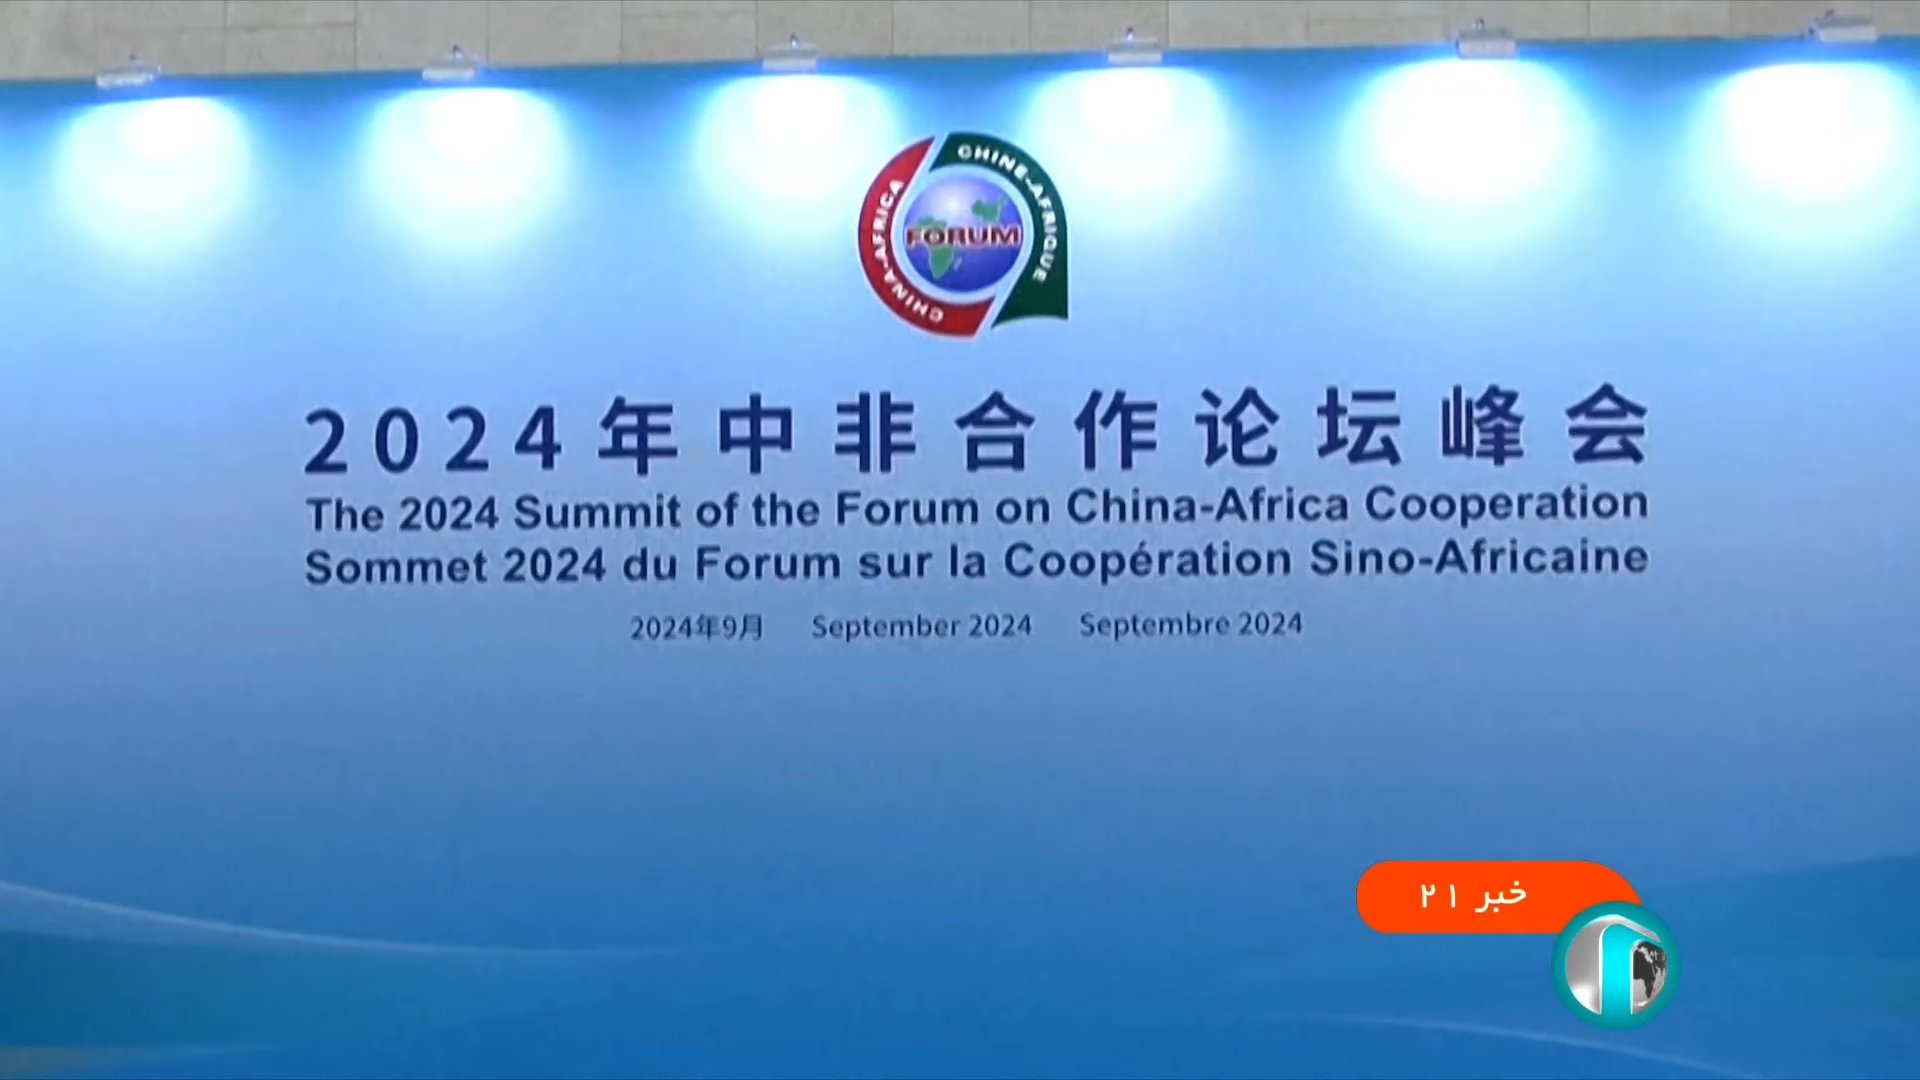 CHINE-AFRIQUE
CHINA-AFRICA
FORUM
2024年中非合作论坛峰会
The 2024 Summit of the Forum on China-Africa Cooperation
Sommet 2024 du Forum sur la Coopération Sino-Africaine
2024年9月 September 2024 Septembre 2024
خبر ۲۱